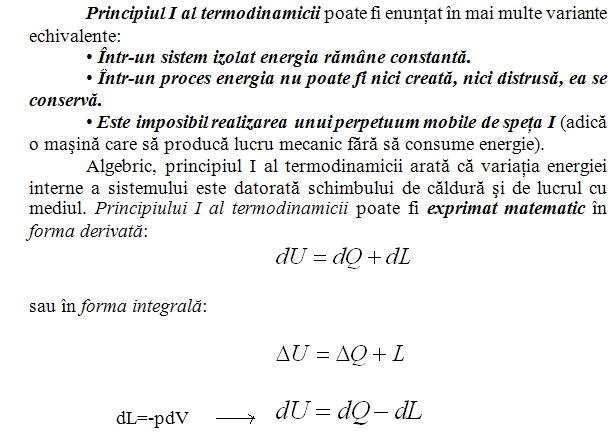 Principiul I al termodinamicii poate fi enunțat în mai multe variante
echivalente:
• Într-un sistem izolat energia rămâne constantă.
• Într-un proces energia nu poate fi nici creată, nici distrusă, ea se
conservă.
• Este imposibil realizarea unui perpetuum mobile de speța I (adică
o mașină care să producă lucru mecanic fără să consume energie).
Algebric, principiul I al termodinamicii arată că variația energiei
interne a sistemului este datorată schimbului de căldură și de lucrul cu
mediul. Principiului I al termodinamicii poate fi exprimat matematic în
forma derivată:
dU = dQ + dL
sau în forma integrală:
ΔU = ΔQ + L
dL=-pdV → dU = dQ − dL